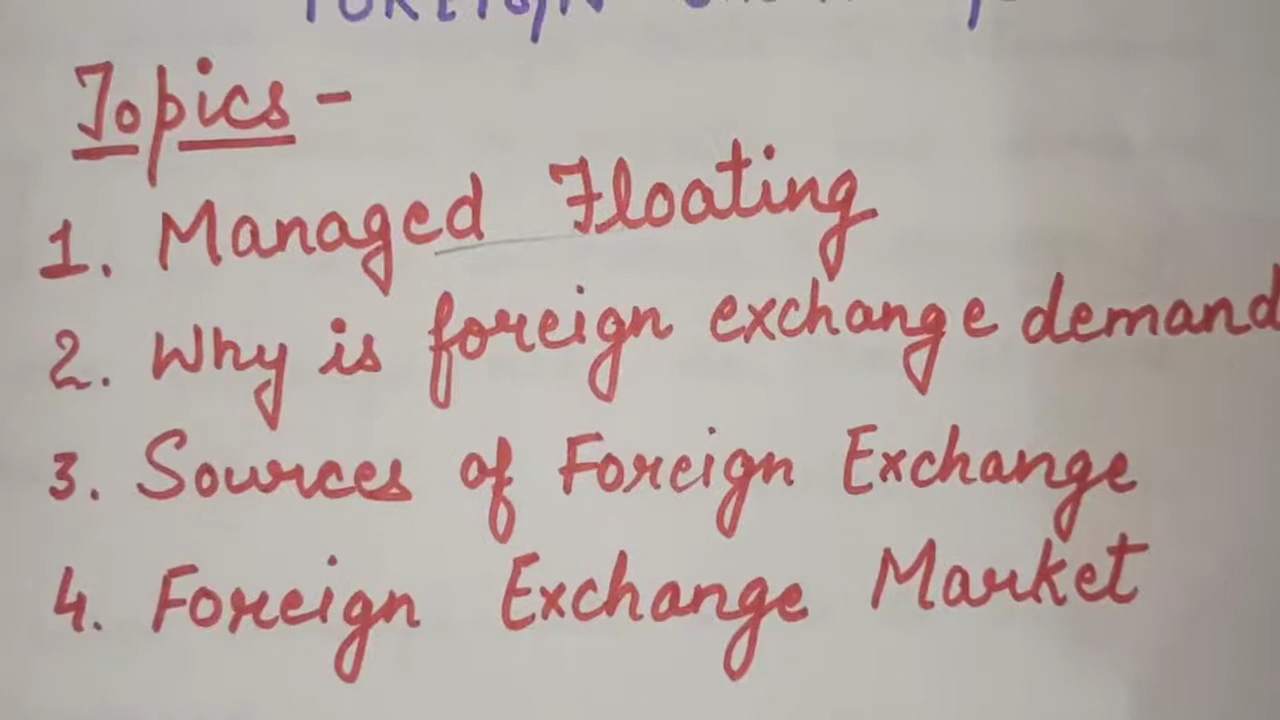 Topics -
1. Managed Floating
2. Why is foreign exchange demand
3. Sources of Foreign Exchange
4. Foreign Exchange Market